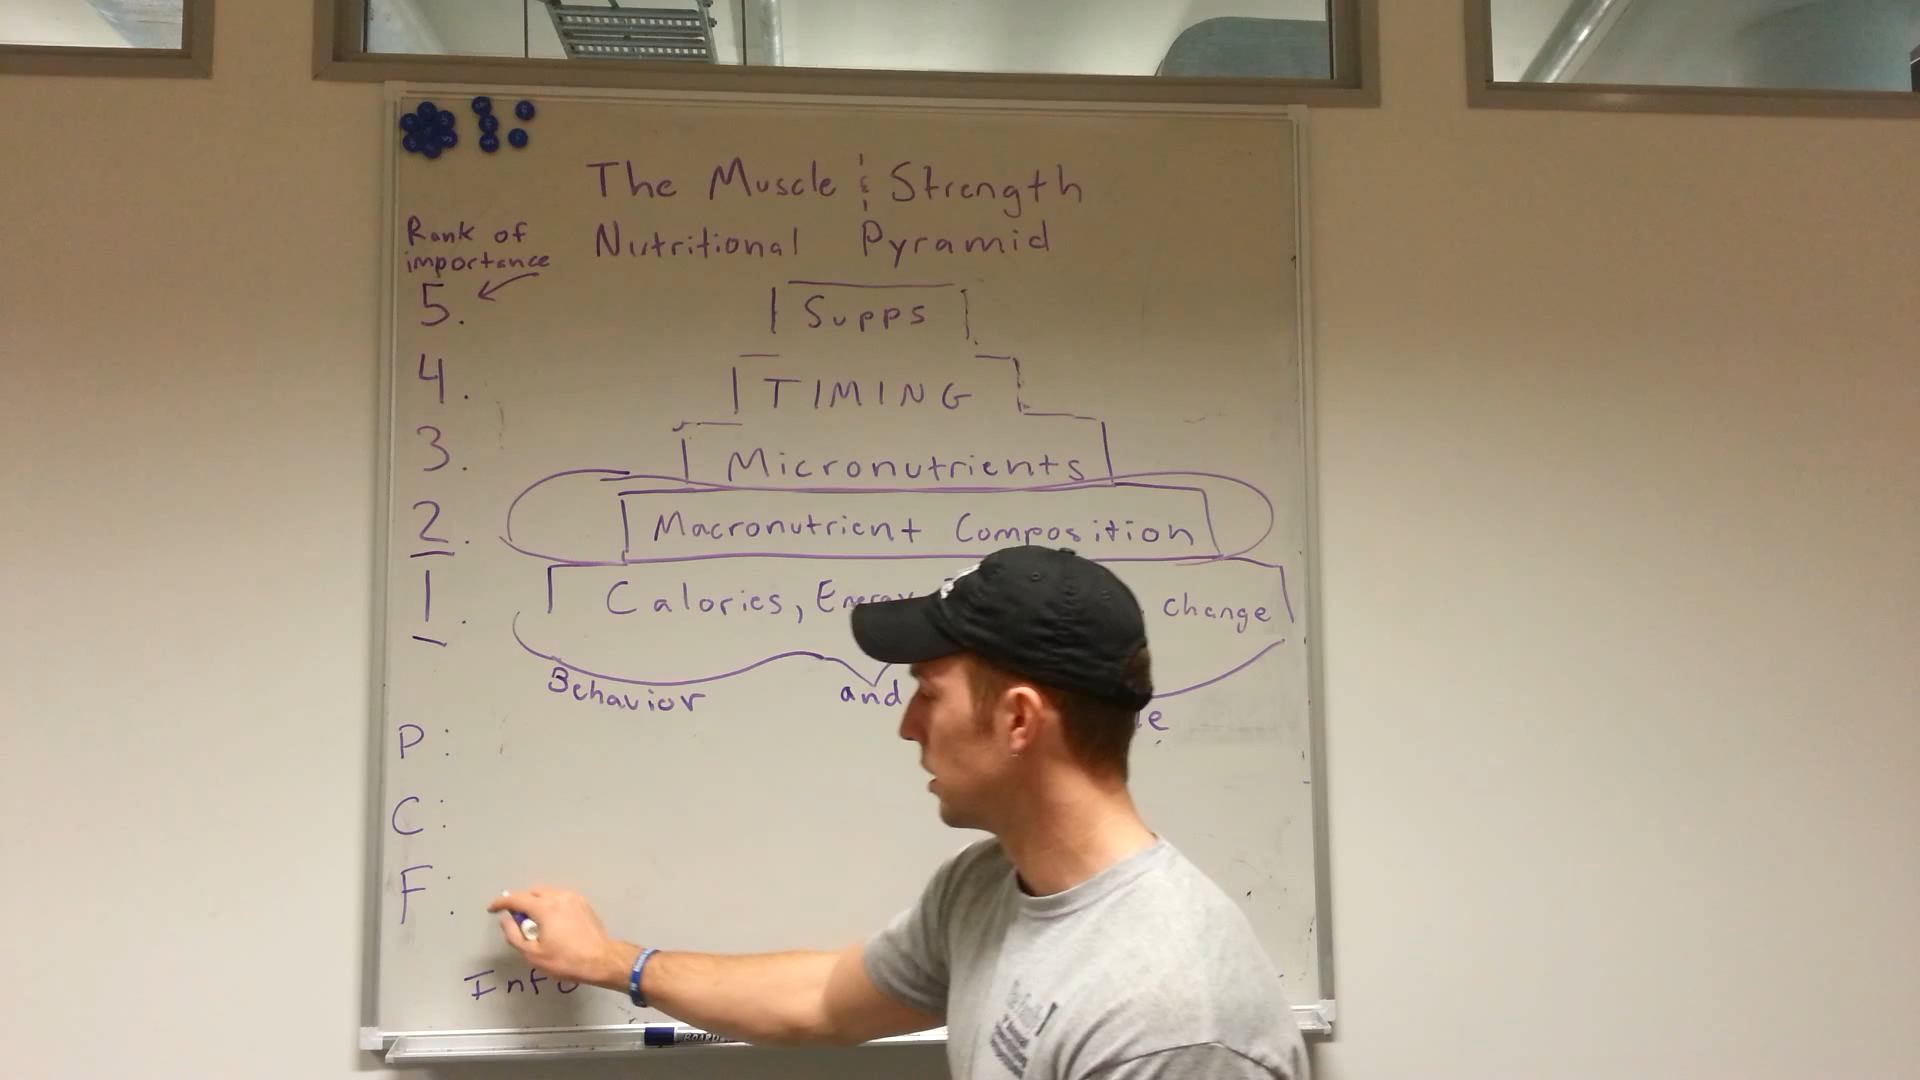 The Muscle & Strength
Nutritional Pyramid
Rank of
importance
5. Supps
4. TIMING
3. Micronutrients
2. Macronutrient Composition
1. Calories, Energy change
Behavior and
P:
C:
F: